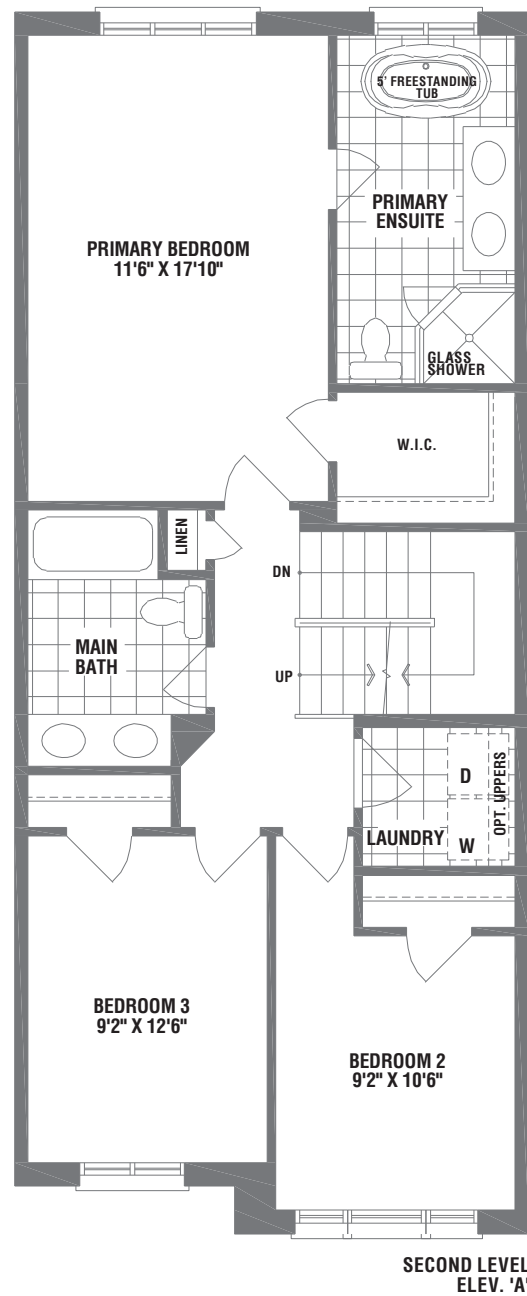 5' FREESTANDING
TUB
PRIMARY
ENSUITE
PRIMARY BEDROOM
11'6" X 17'10"
GLASS
SHOWER
W.I.C.
LINEN
DN
MAIN
BATH
UP
D
OPT. UPPERS
LAUNDRY
W
BEDROOM 3
9'2" X 12'6"
BEDROOM 2
9'2" X 10'6"
SECOND LEVEL
ELEV. 'A'